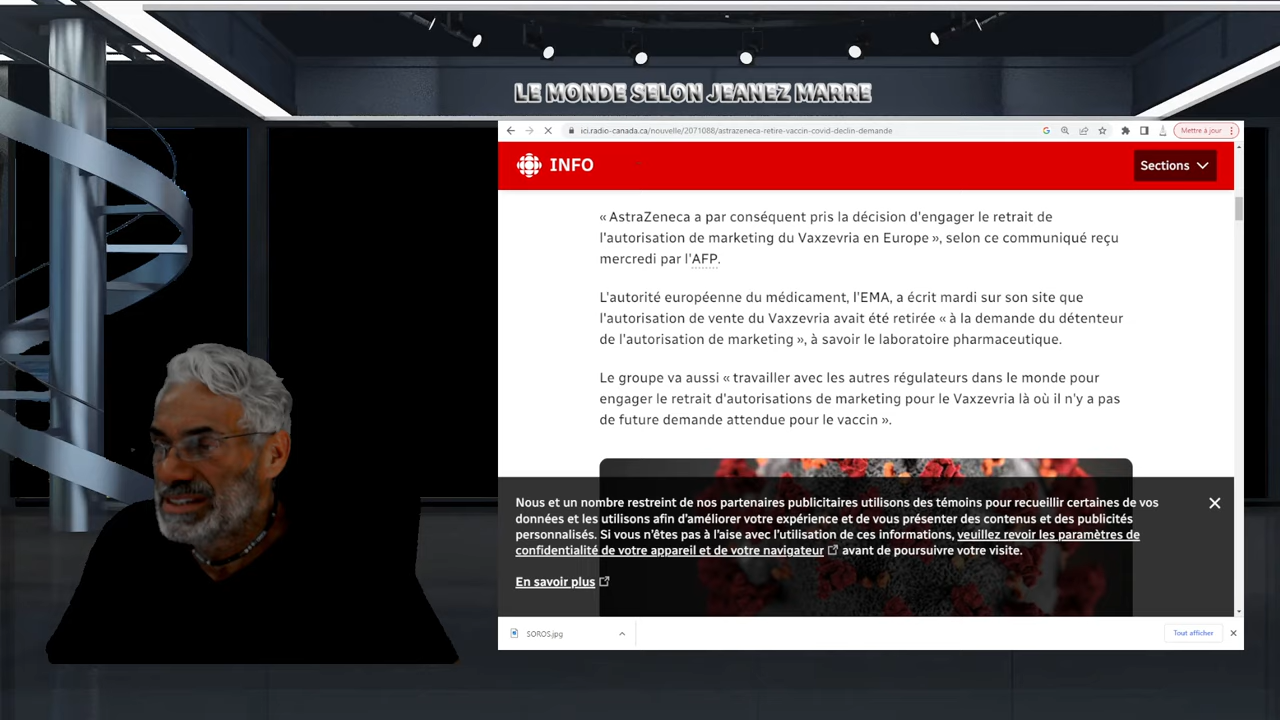 LE MONDE SELON JEANEZ MARRE
ici.radio-canada.ca/nouvelle/2071088/astrazeneca-retire-vaccin-covid-declin-demande
Mettre à jour
INFO
Sections
« AstraZeneca a par conséquent pris la décision d'engager le retrait de
l'autorisation de marketing du Vaxzevria en Europe », selon ce communiqué reçu
mercredi par l'AFP.
L'autorité européenne du médicament, l'EMA, a écrit mardi sur son site que
l'autorisation de vente du Vaxzevria avait été retirée « à la demande du détenteur
de l'autorisation de marketing », à savoir le laboratoire pharmaceutique.
Le groupe va aussi « travailler avec les autres régulateurs dans le monde pour
engager le retrait d'autorisations de marketing pour le Vaxzevria là où il n'y a pas
de future demande attendue pour le vaccin ».
Nous et un nombre restreint de nos partenaires publicitaires utilisons des témoins pour recueillir certaines de vos
données et les utilisons afin d'améliorer votre expérience et de vous présenter des contenus et des publicités
personnalisés. Si vous n'êtes pas à l'aise avec l'utilisation de ces informations, veuillez revoir les paramètres de
confidentialité de votre appareil et de votre navigateur avant de poursuivre votre visite.
En savoir plus
SOROS.jpg
Tout afficher